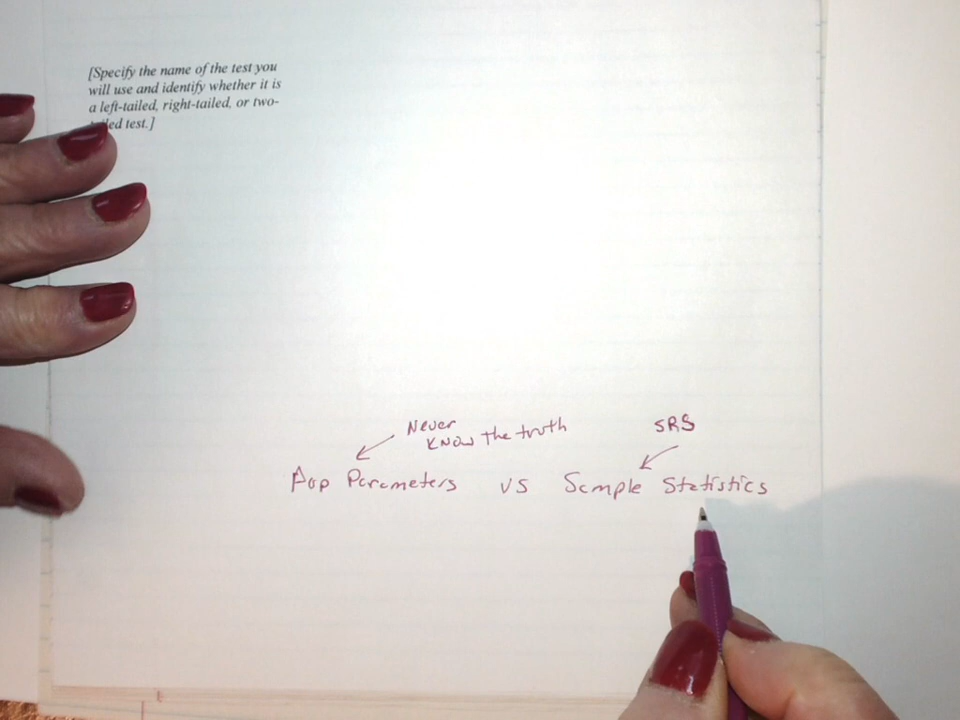 [Specify the name of the test you
will use and identify whether it is
a left-tailed, right-tailed, or two-
tailed test.]
Never
know the truth
SRS
Pop Parameters vs Sample Statistics